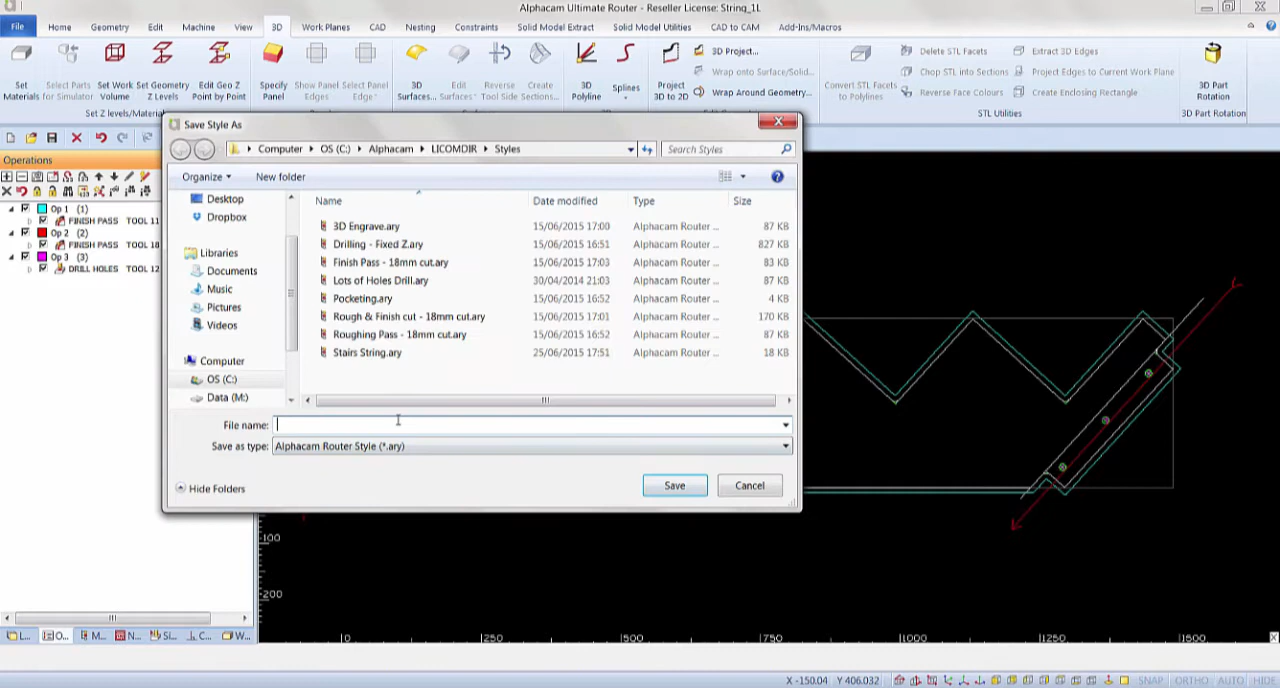 Alphacam Ultimate Router - Reseller License: String_1L
File Home Geometry Edit Machine View 3D Work Planes CAD Nesting Constraints Solid Model Extract Solid Model Utilities CAD to CAM Add-Ins/Macros
Set Materials
Select Parts for Simulator
Set Work Volume
Set Geometry Z Levels
Edit Geo Z Point by Point
Specify Panel
Show Panel Edges
Select Panel Edge
3D Surfaces...
Edit Surfaces
Reverse Tool Side
Create Sections...
3D Polyline
Splines
Project 3D to 2D
3D Project...
Wrap onto Surface/Solid...
Wrap Around Geometry...
Convert STL Facets to Polylines
Delete STL Facets
Chop STL into Sections
Reverse Face Colours
Extract 3D Edges
Project Edges to Current Work Plane
Create Enclosing Rectangle
3D Part Rotation
Set Z levels/Material
STL Utilities
3D Part Rotation
Operations
Op 1 (1)
FINISH PASS TOOL 11
Op 2 (2)
FINISH PASS TOOL 18
Op 3 (3)
DRILL HOLES TOOL 12
Save Style As
Computer OS (C:) Alphacam LICOMDIR Styles
Search Styles
Organize New folder
Desktop
Dropbox
Libraries
Documents
Music
Pictures
Videos
Computer
OS (C:)
Data (M:)
Name Date modified Type Size
3D Engrave.ary 15/06/2015 17:00 Alphacam Router ... 87 KB
Drilling - Fixed Z.ary 15/06/2015 16:51 Alphacam Router ... 827 KB
Finish Pass - 18mm cut.ary 15/06/2015 17:03 Alphacam Router ... 83 KB
Lots of Holes Drill.ary 30/04/2014 21:03 Alphacam Router ... 87 KB
Pocketing.ary 15/06/2015 16:52 Alphacam Router ... 4 KB
Rough & Finish cut - 18mm cut.ary 15/06/2015 17:01 Alphacam Router ... 170 KB
Roughing Pass - 18mm cut.ary 15/06/2015 16:52 Alphacam Router ... 87 KB
Stairs String.ary 25/06/2015 17:51 Alphacam Router ... 18 KB
File name:
Save as type: Alphacam Router Style (*.ary)
Hide Folders
Save Cancel
-100
-200
0 250 500 750 1000 1250 1500
L... O... M... N... Si... C... W...
X -150.04 Y 406.032
SNAP ORTHO AUTO HIDE